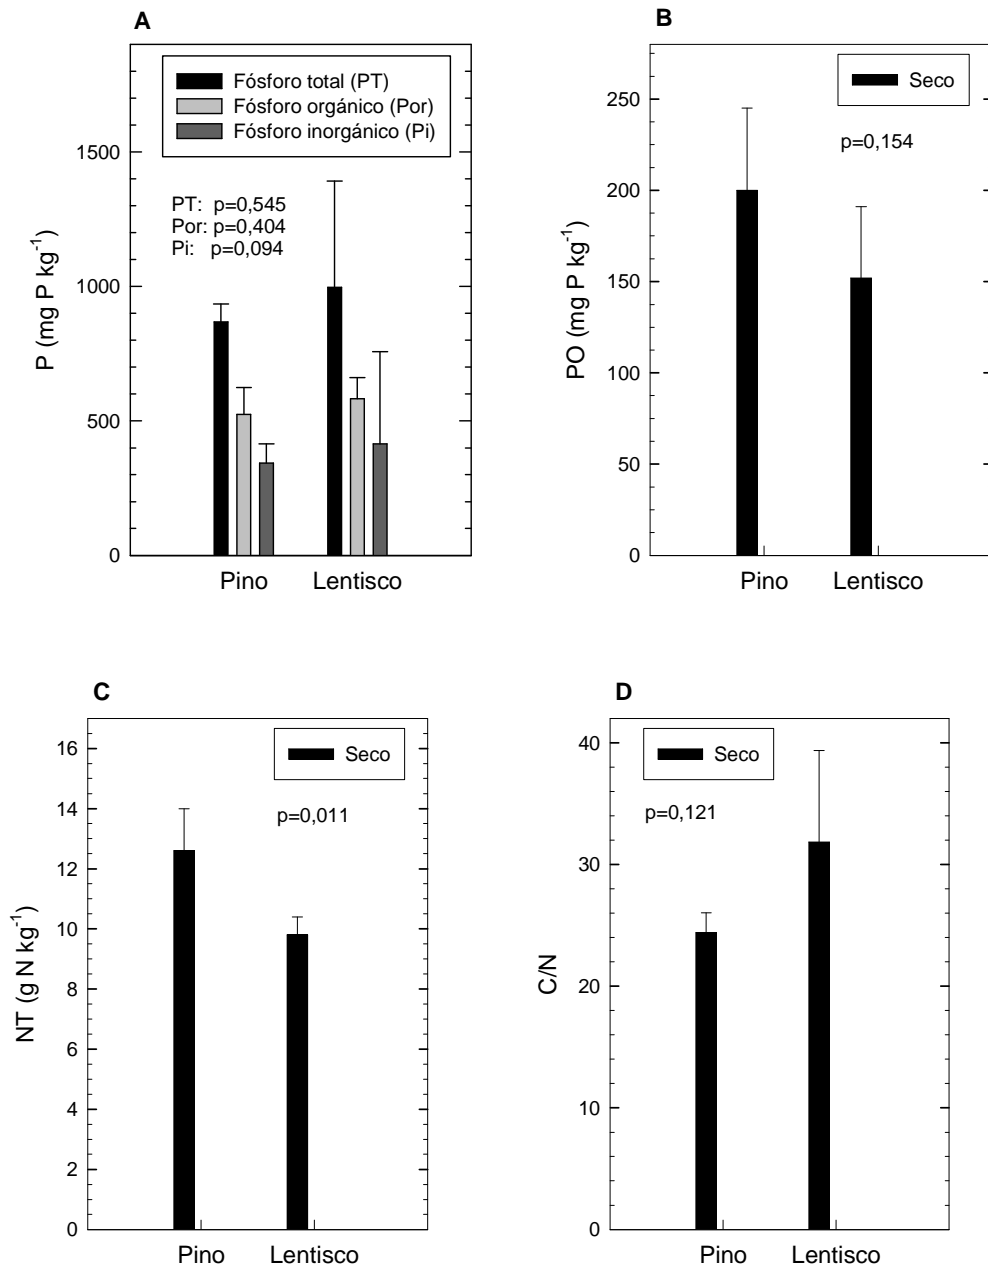 A
Fósforo total (PT)
Fósforo orgánico (Por)
Fósforo inorgánico (Pi)
PT: p=0,545
Por: p=0,404
Pi: p=0,094
P (mg P kg⁻¹)
1500
1000
500
0
Pino Lentisco
B
Seco
p=0,154
PO (mg P kg⁻¹)
250
200
150
100
50
0
Pino Lentisco
C
Seco
p=0,011
NT (g N kg⁻¹)
16
14
12
10
8
6
4
2
0
Pino Lentisco
D
Seco
p=0,121
C/N
40
30
20
10
0
Pino Lentisco